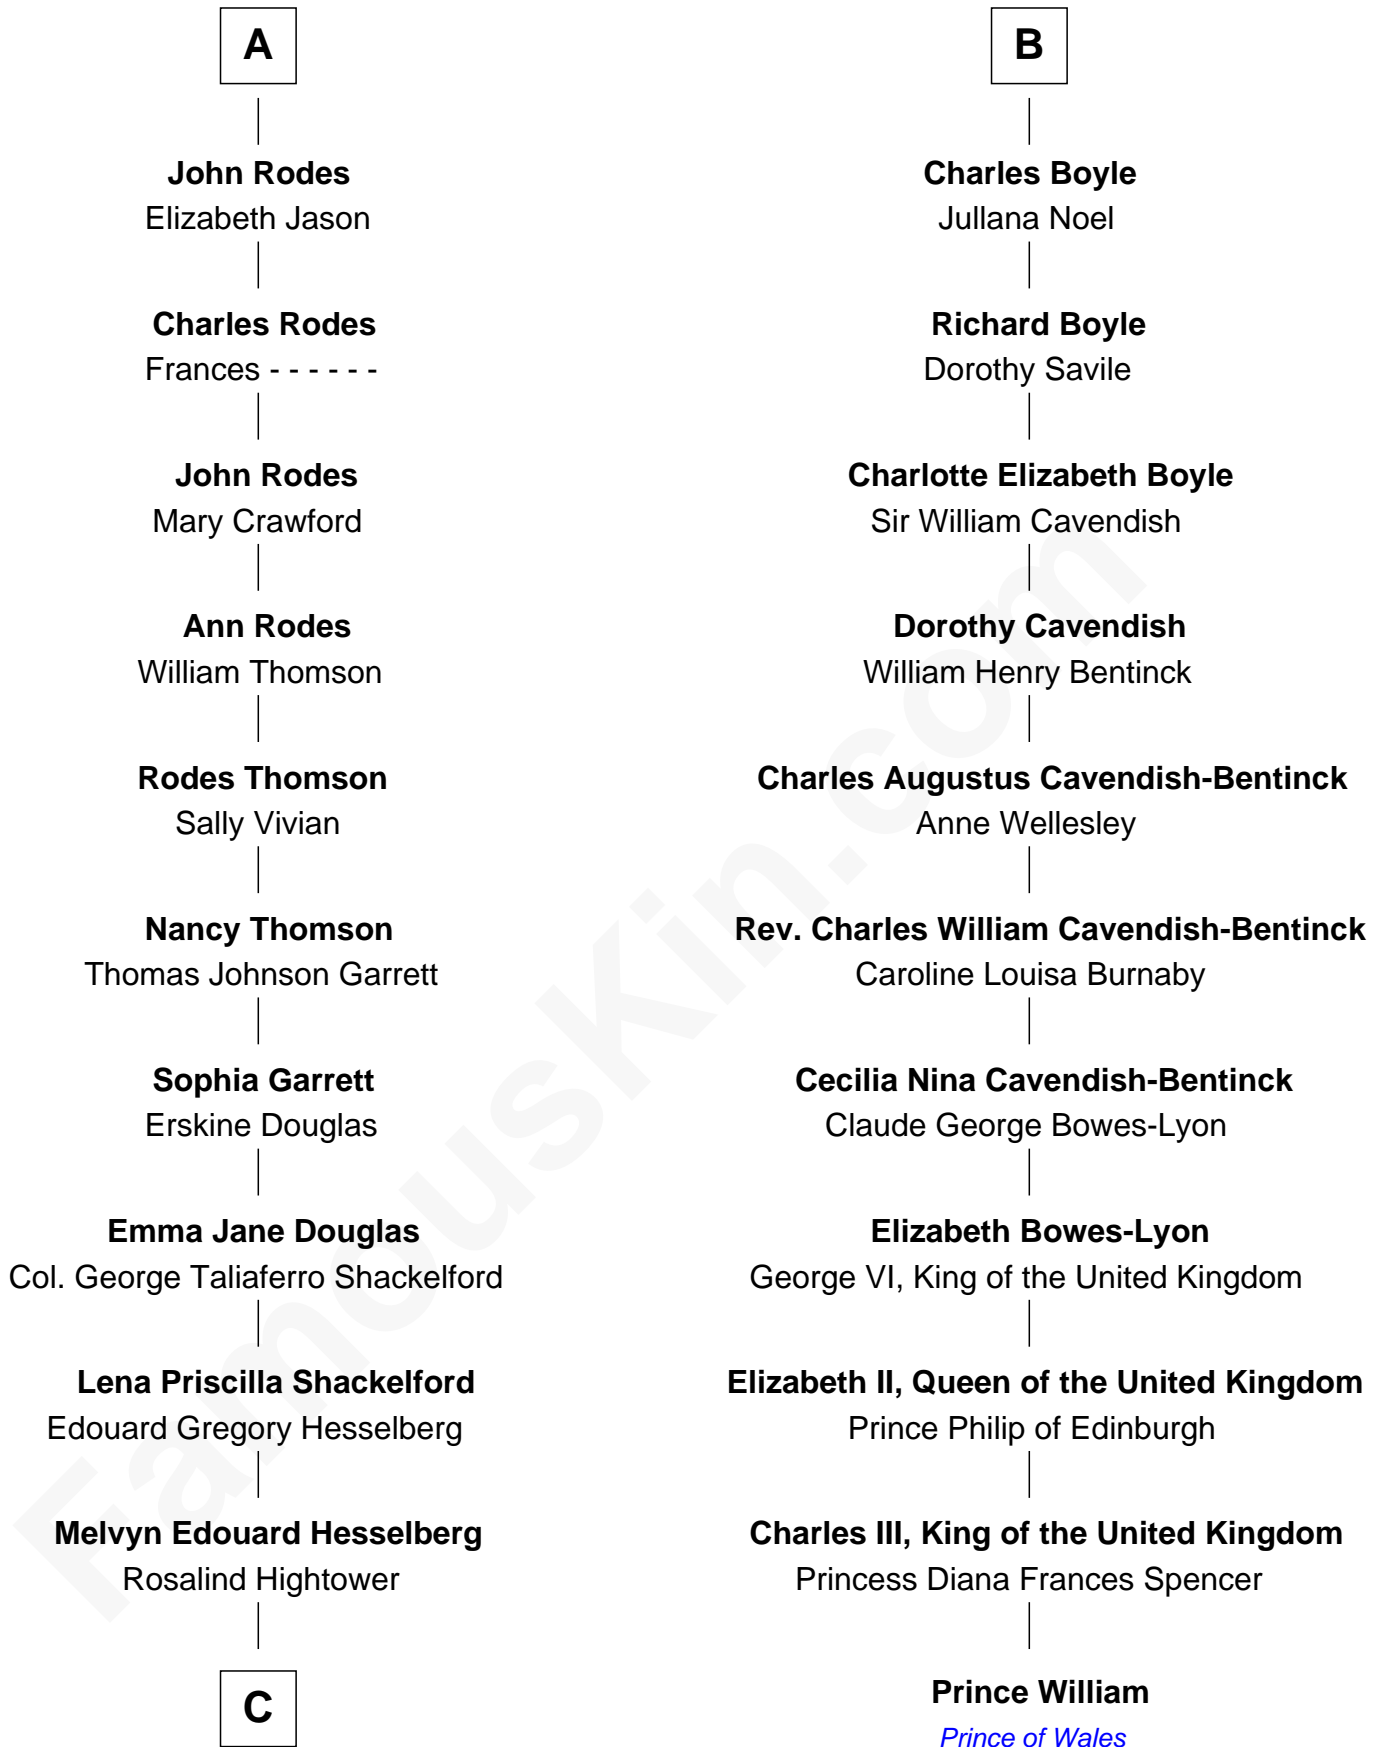 A
John Rodes
Elizabeth Jason
Charles Rodes
Frances - - - - - -
John Rodes
Mary Crawford
Ann Rodes
William Thomson
Rodes Thomson
Sally Vivian
Nancy Thomson
Thomas Johnson Garrett
Sophia Garrett
Erskine Douglas
Emma Jane Douglas
Col. George Taliaferro Shackelford
Lena Priscilla Shackelford
Edouard Gregory Hesselberg
Melvyn Edouard Hesselberg
Rosalind Hightower
C
B
Charles Boyle
Jullana Noel
Richard Boyle
Dorothy Savile
Charlotte Elizabeth Boyle
Sir William Cavendish
Dorothy Cavendish
William Henry Bentinck
Charles Augustus Cavendish-Bentinck
Anne Wellesley
Rev. Charles William Cavendish-Bentinck
Caroline Louisa Burnaby
Cecilia Nina Cavendish-Bentinck
Claude George Bowes-Lyon
Elizabeth Bowes-Lyon
George VI, King of the United Kingdom
Elizabeth II, Queen of the United Kingdom
Prince Philip of Edinburgh
Charles III, King of the United Kingdom
Princess Diana Frances Spencer
Prince William
Prince of Wales
FamousKin.com